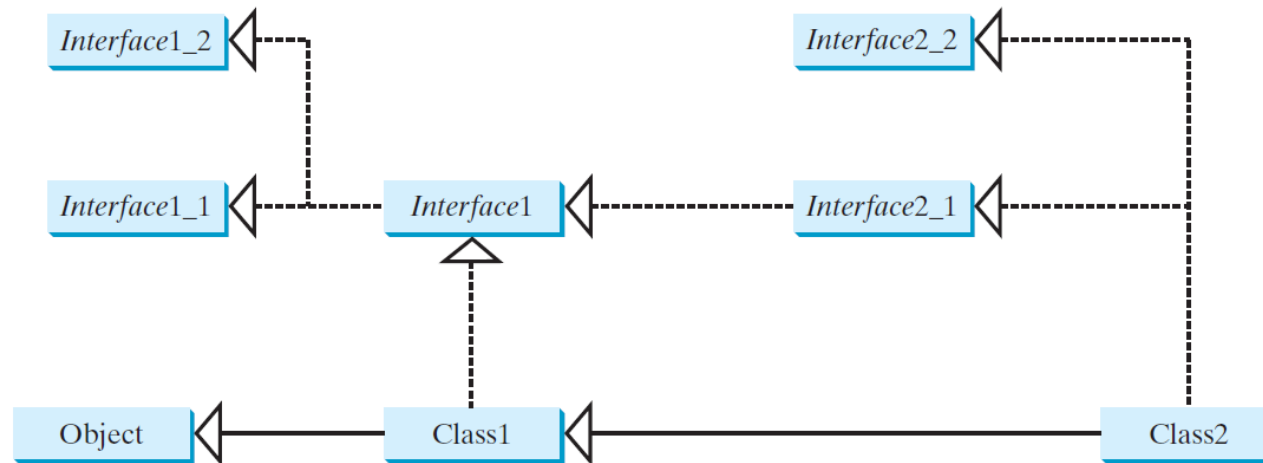 Interface1_2
Interface2_2
Interface1_1
Interface1
Interface2_1
Object
Class1
Class2